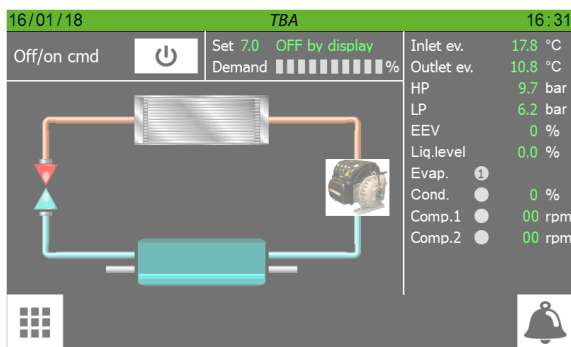 16/01/18 TBA 16:31
Off/on cmd
Set 7.0 OFF by display
Demand %
Inlet ev. 17.8 °C
Outlet ev. 10.8 °C
HP 9.7 bar
LP 6.2 bar
EEV 0 %
Liq.level 0.0 %
Evap. 1
Cond. 0 %
Comp.1 00 rpm
Comp.2 00 rpm